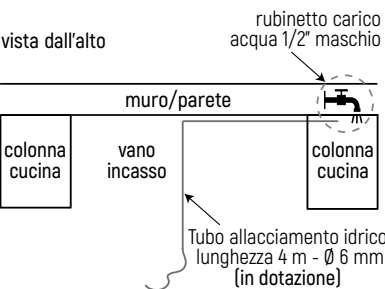 rubinetto carico
vista dall'alto
acqua 1/2" maschio
muro/parete
colonna
cucina
vano
incasso
colonna
cucina
Tubo allacciamento idrico
lunghezza 4 m - Ø 6 mm
(in dotazione)